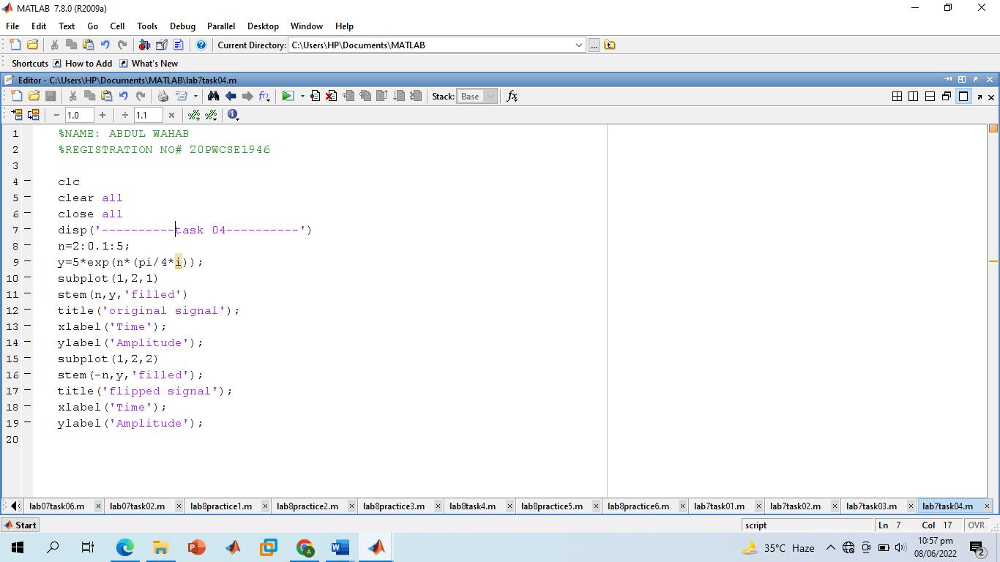 MATLAB 7.8.0 (R2009a)
File Edit Text Go Cell Tools Debug Parallel Desktop Window Help
Current Directory: C:\Users\HP\Documents\MATLAB ...
Shortcuts How to Add What's New
Editor - C:\Users\HP\Documents\MATLAB\lab7task04.m
Stack: Base fx
− 1.0 + ÷ 1.1 ×
1 %NAME: ABDUL WAHAB
2 %REGISTRATION NO# 20PWCSE1946
3
4 − clc
5 − clear all
6 − close all
7 − disp('----------task 04----------')
8 − n=2:0.1:5;
9 − y=5*exp(n*(pi/4*i));
10 − subplot(1,2,1)
11 − stem(n,y,'filled')
12 − title('original signal');
13 − xlabel('Time');
14 − ylabel('Amplitude');
15 − subplot(1,2,2)
16 − stem(-n,y,'filled');
17 − title('flipped signal');
18 − xlabel('Time');
19 − ylabel('Amplitude');
20
lab07task06.m lab07task02.m lab8practice1.m lab8practice2.m lab8practice3.m lab8task4.m lab8practice5.m lab8practice6.m lab7task01.m lab7task02.m lab7task03.m lab7task04.m
Start script Ln 7 Col 17 OVR
35°C Haze 10:57 pm
08/06/2022 2